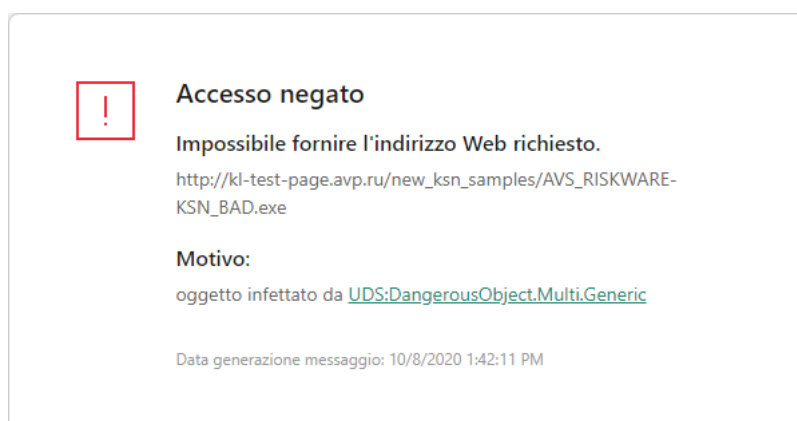 !
Accesso negato
Impossibile fornire l'indirizzo Web richiesto.
http://kl-test-page.avp.ru/new_ksn_samples/AVS_RISKWARE-
KSN_BAD.exe
Motivo:
oggetto infettato da UDS:DangerousObject.Multi.Generic
Data generazione messaggio: 10/8/2020 1:42:11 PM